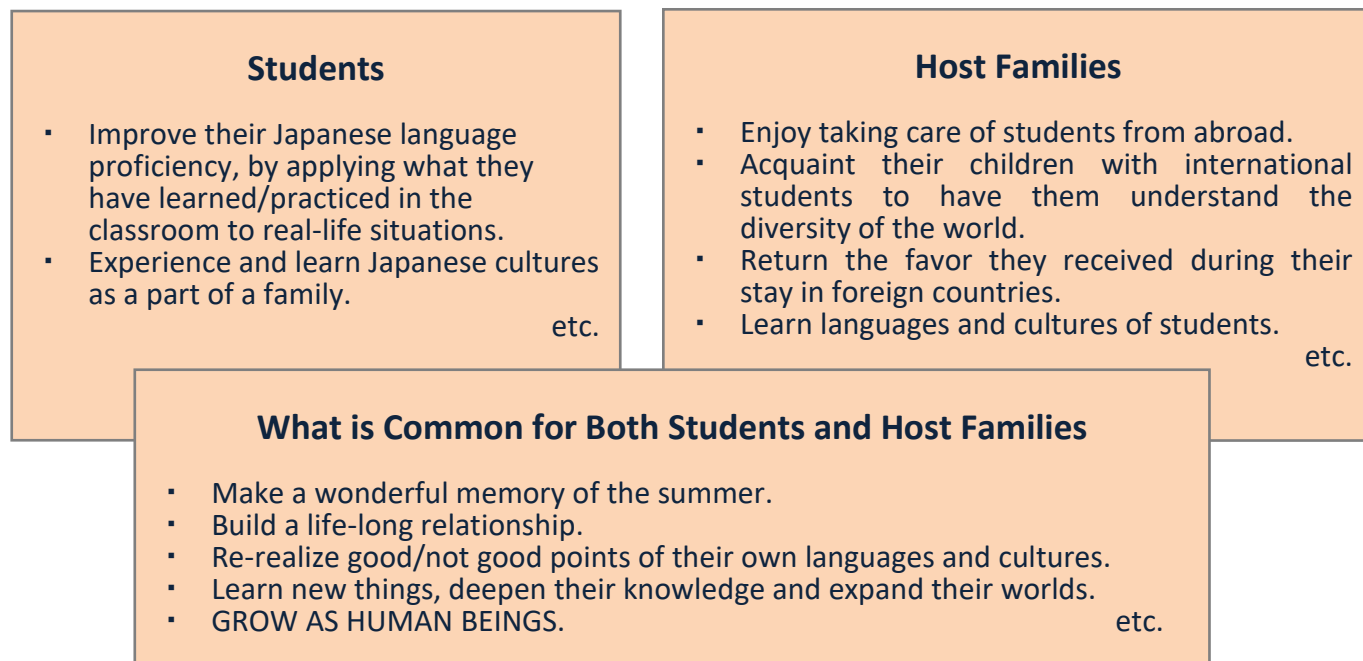 Students
▪ Improve their Japanese language
proficiency, by applying what they
have learned/practiced in the
classroom to real-life situations.
▪ Experience and learn Japanese cultures
as a part of a family.
etc.
Host Families
▪ Enjoy taking care of students from abroad.
▪ Acquaint their children with international
students to have them understand the
diversity of the world.
▪ Return the favor they received during their
stay in foreign countries.
▪ Learn languages and cultures of students.
etc.
What is Common for Both Students and Host Families
▪ Make a wonderful memory of the summer.
▪ Build a life-long relationship.
▪ Re-realize good/not good points of their own languages and cultures.
▪ Learn new things, deepen their knowledge and expand their worlds.
▪ GROW AS HUMAN BEINGS. etc.